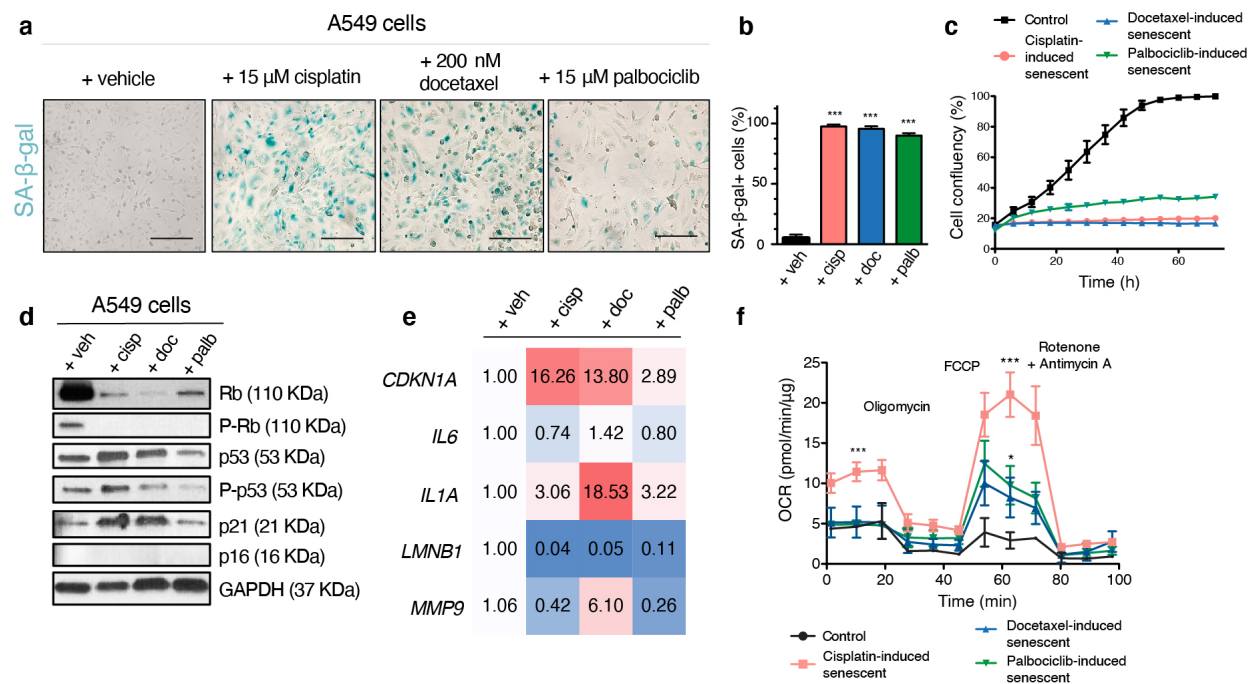 a
A549 cells
+ vehicle
+ 15 µM cisplatin
+ 200 nM
docetaxel
+ 15 µM palbociclib
SA-β-gal
b
SA-β-gal+ cells (%)
100
50
0
***
***
***
+ veh
+ cisp
+ doc
+ palb
c
Control
Cisplatin-
induced
senescent
Docetaxel-induced
senescent
Palbociclib-induced
senescent
Cell confluency (%)
100
80
60
40
20
0
0
20
40
60
Time (h)
d
A549 cells
+ veh
+ cisp
+ doc
+ palb
Rb (110 KDa)
P-Rb (110 KDa)
p53 (53 KDa)
P-p53 (53 KDa)
p21 (21 KDa)
p16 (16 KDa)
GAPDH (37 KDa)
e
+ veh
+ cisp
+ doc
+ palb
CDKN1A 1.00 16.26 13.80 2.89
IL6 1.00 0.74 1.42 0.80
IL1A 1.00 3.06 18.53 3.22
LMNB1 1.00 0.04 0.05 0.11
MMP9 1.06 0.42 6.10 0.26
f
OCR (pmol/min/µg)
25
20
15
10
5
0
Oligomycin
FCCP
Rotenone
+ Antimycin A
***
***
*
0
20
40
60
80
100
Time (min)
Control
Cisplatin-induced
senescent
Docetaxel-induced
senescent
Palbociclib-induced
senescent